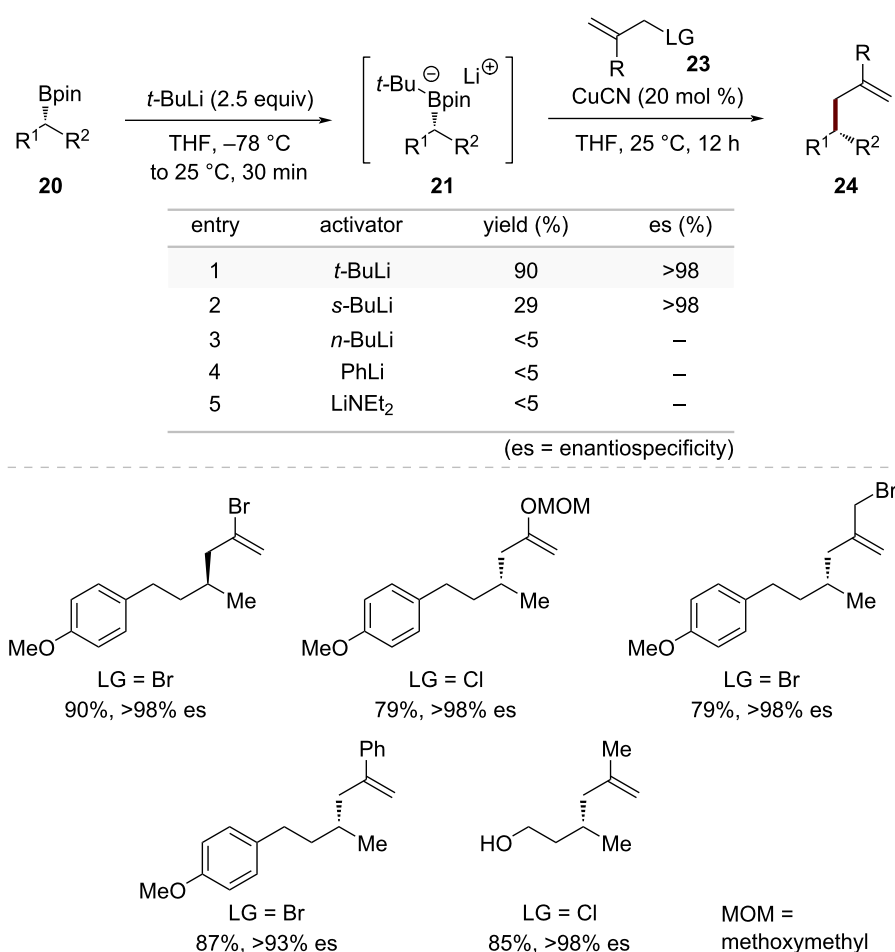 Bpin
R¹ R²
20
t-BuLi (2.5 equiv)
THF, –78 °C
to 25 °C, 30 min
t-Bu ⊖ Li⊕
Bpin
R¹ R²
21
LG
R 23
CuCN (20 mol %)
THF, 25 °C, 12 h
R
R¹ R²
24
entry activator yield (%) es (%)
1 t-BuLi 90 >98
2 s-BuLi 29 >98
3 n-BuLi <5 –
4 PhLi <5 –
5 LiNEt₂ <5 –
(es = enantiospecificity)
Br
Me
MeO
LG = Br
90%, >98% es
OMOM
Me
MeO
LG = Cl
79%, >98% es
Br
Me
MeO
LG = Br
79%, >98% es
Ph
Me
MeO
LG = Br
87%, >93% es
Me
HO
Me
LG = Cl
85%, >98% es
MOM =
methoxymethyl